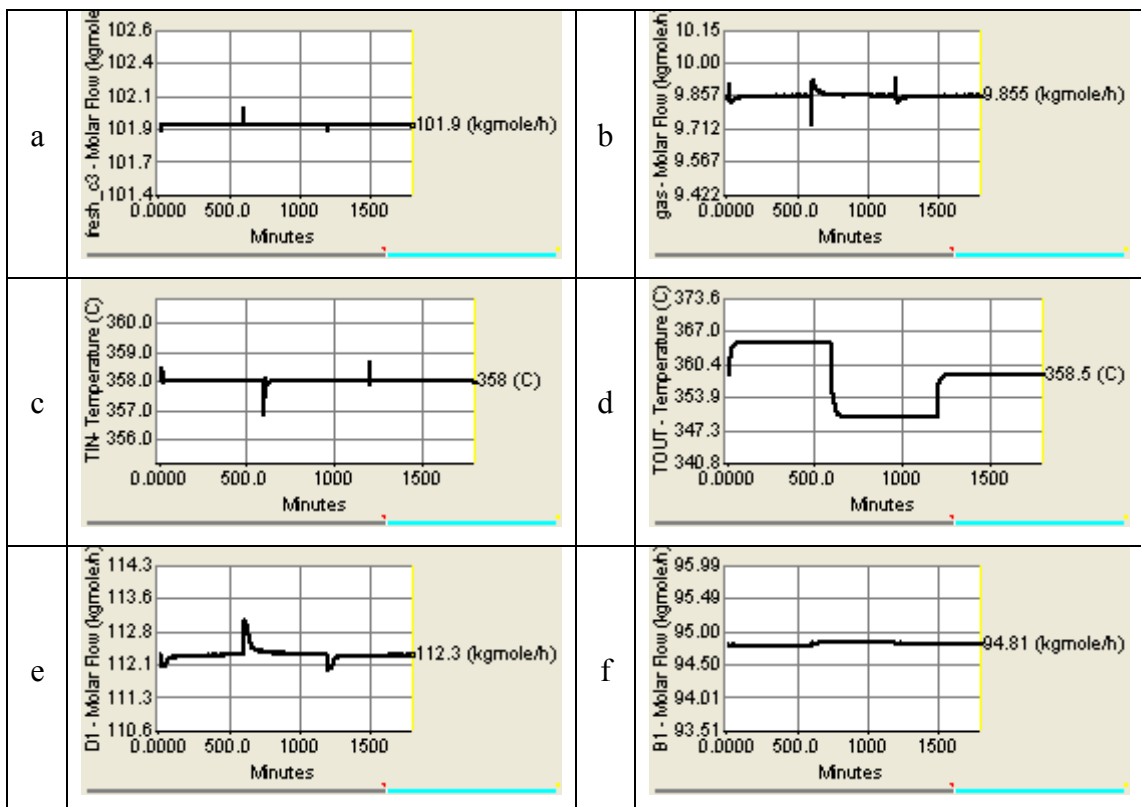 a
fresh_c3 - Molar Flow (kgmole
102.6
102.4
102.1
101.9
101.7
101.4
0.0000 500.0 1000 1500
Minutes
101.9 (kgmole/h)
b
gas - Molar Flow (kgmole/h)
10.15
10.00
9.857
9.712
9.567
9.422
0.0000 500.0 1000 1500
Minutes
9.855 (kgmole/h)
c
TIN- Temperature (C)
360.0
359.0
358.0
357.0
356.0
0.0000 500.0 1000 1500
Minutes
358 (C)
d
TOUT - Temperature (C)
373.6
367.0
360.4
353.9
347.3
340.8
0.0000 500.0 1000 1500
Minutes
358.5 (C)
e
D1 - Molar Flow (kgmole/h)
114.3
113.6
112.8
112.1
111.3
110.6
0.0000 500.0 1000 1500
Minutes
112.3 (kgmole/h)
f
B1 - Molar Flow (kgmole/h)
95.99
95.49
95.00
94.50
94.01
93.51
0.0000 500.0 1000 1500
Minutes
94.81 (kgmole/h)